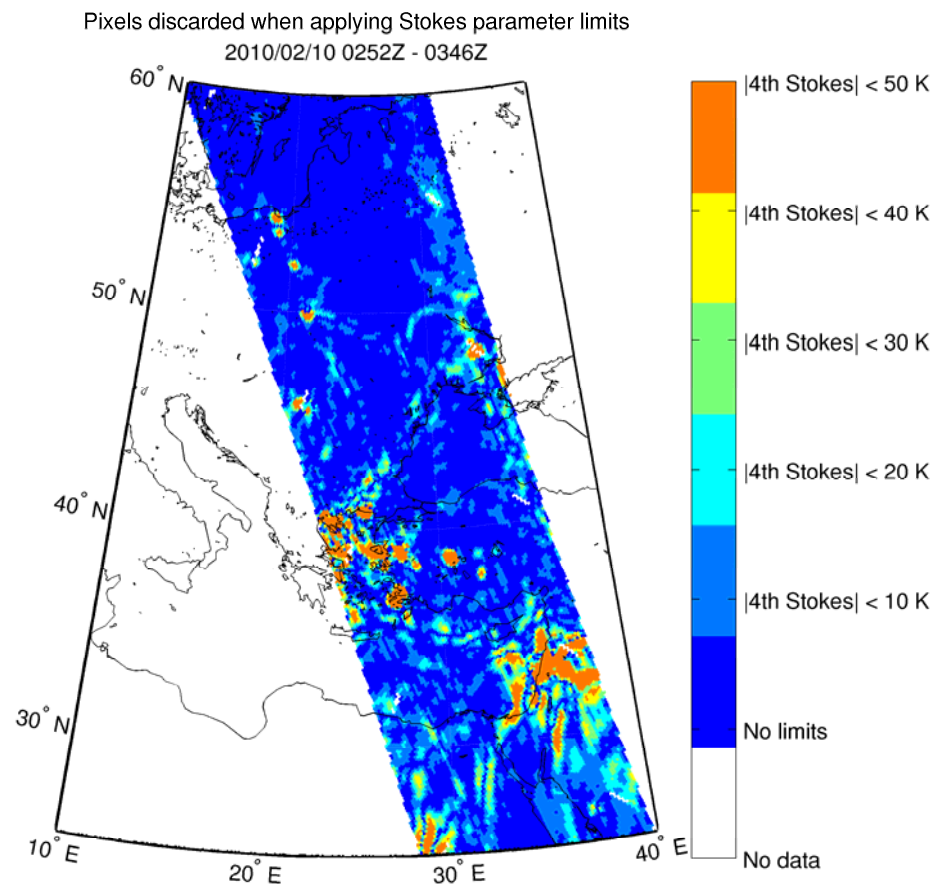 Pixels discarded when applying Stokes parameter limits
2010/02/10 0252Z - 0346Z
60° N
50° N
40° N
30° N
10° E
20° E
30° E
40° E
|4th Stokes| < 50 K
|4th Stokes| < 40 K
|4th Stokes| < 30 K
|4th Stokes| < 20 K
|4th Stokes| < 10 K
No limits
No data